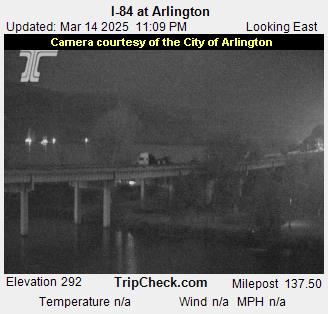 I-84 at Arlington
Updated: Mar 14 2025 11:09 PM Looking East
Camera courtesy of the City of Arlington
Elevation 292 TripCheck.com Milepost 137.50
Temperature n/a Wind n/a MPH n/a